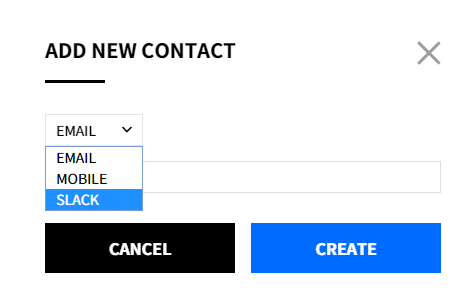 ADD NEW CONTACT
EMAIL
EMAIL
MOBILE
SLACK
CANCEL
CREATE